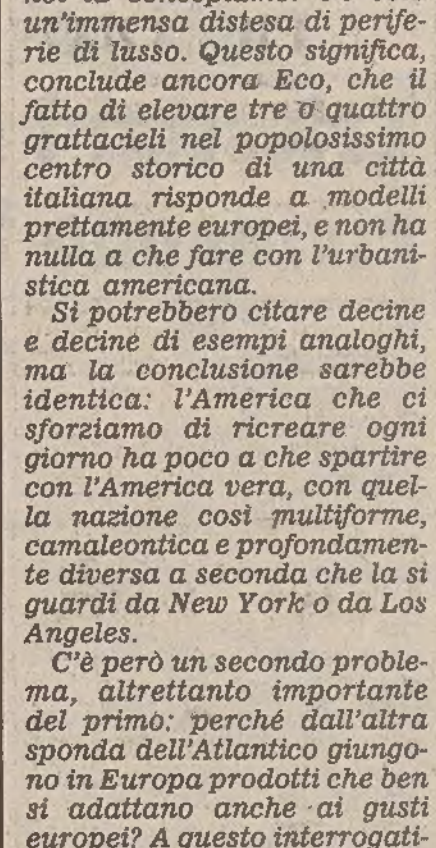 un'immensa distesa di perife-
rie di lusso. Questo significa,
conclude ancora Eco, che il
fatto di elevare tre o quattro
grattacieli nel popolosissimo
centro storico di una città
italiana risponde a modelli
prettamente europei, e non ha
nulla a che fare con l'urbani-
stica americana.
Si potrebbero citare decine
e decine di esempi analoghi,
ma la conclusione sarebbe
identica: l'America che ci
sforziamo di ricreare ogni
giorno ha poco a che spartire
con l'America vera, con quel-
la nazione così multiforme,
camaleontica e profondamen-
te diversa a seconda che la si
guardi da New York o da Los
Angeles.
C'è però un secondo proble-
ma, altrettanto importante
del primo: perché dall'altra
sponda dell'Atlantico giungo-
no in Europa prodotti che ben
si adattano anche ai gusti
europei? A questo interrogati-